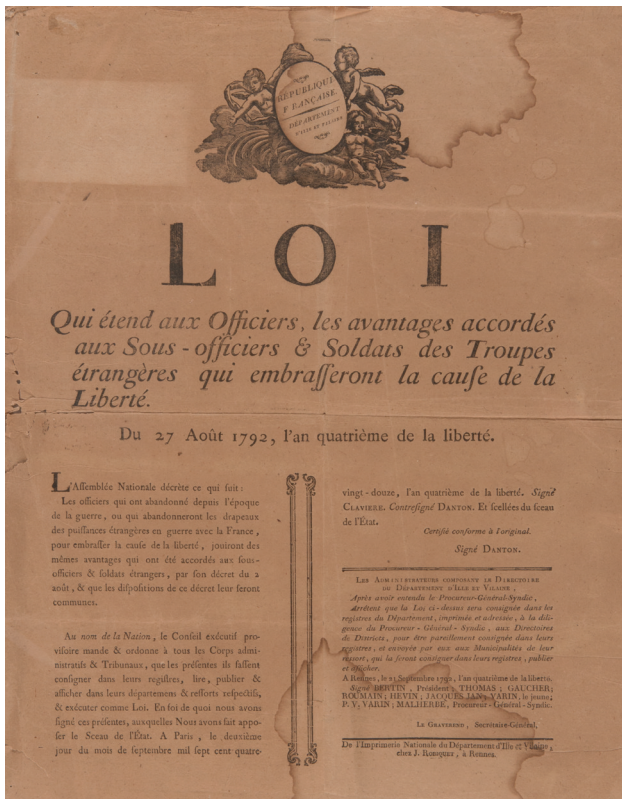 RÉPUBLIQUE
FRANÇAISE.
DÉPARTEMENT
D'ILLE ET VILAINE
LOI
Qui étend aux Officiers, les avantages accordés
aux Sous-officiers & Soldats des Troupes
étrangères qui embraſſeront la cauſe de la
Liberté.
Du 27 Août 1792, l'an quatrième de la liberté.
L'Aſſemblée Nationale décrète ce qui ſuit :
Les officiers qui ont abandonné depuis l'époque
de la guerre, ou qui abandonneront les drapeaux
des puiſſances étrangères en guerre avec la France,
pour embraſſer la cauſe de la liberté, jouiront des
mêmes avantages qui ont été accordés aux sous-
officiers & ſoldats étrangers, par ſon décret du 2
août, & que les diſpoſitions de ce décret leur ſeront
communes.
Au nom de la Nation, le Conſeil exécutif pro-
viſoire mande & ordonne à tous les Corps admi-
niſtratifs & Tribunaux, que les préſentes ils faſſent
conſigner dans leurs regiſtres, lire, publier &
afficher dans leurs départemens & reſſorts reſpectifs,
& exécuter comme Loi. En foi de quoi nous avons
ſigné ces préſentes, auxquelles Nous avons fait appo-
ſer le Sceau de l'État. A Paris, le deuxième
jour du mois de ſeptembre mil ſept cent quatre-
vingt-douze, l'an quatrième de la liberté. Signé
CLAVIERE. Contreſigné DANTON. Et ſcellées du ſceau
de l'État.
Certifié conforme à l'original.
Signé DANTON.
LES ADMINISTRATEURS COMPOSANT LE DIRECTOIRE
DU DÉPARTEMENT D'ILLE ET VILAINE,
Après avoir entendu le Procureur-Général-Syndic,
Arrêtent que la Loi ci-deſſus ſera conſignée dans les
regiſtres du Département, imprimée et adreſſée, à la dili-
gence du Procureur-Général-Syndic, aux Directoires
de Diſtricts, pour être pareillement conſignée dans leurs
regiſtres, et envoyée par eux aux Municipalités de leur
reſſort, qui la feront conſigner dans leurs regiſtres, publier
et afficher.
A Rennes, le 21 Septembre 1792, l'an quatrième de la liberté.
Signé BERTIN, Préſident; THOMAS; GAUCHER;
ROUMAIN; HEVIN; JACQUES JAN; VARIN, le jeune;
P. V. VARIN; MALHERBE, Procureur-Général-Syndic.
LE GRAVEREND, Secrétaire-Général.
De l'Imprimerie Nationale du Département d'Ille et Vilaine,
chez J. ROBIQUET, à Rennes.